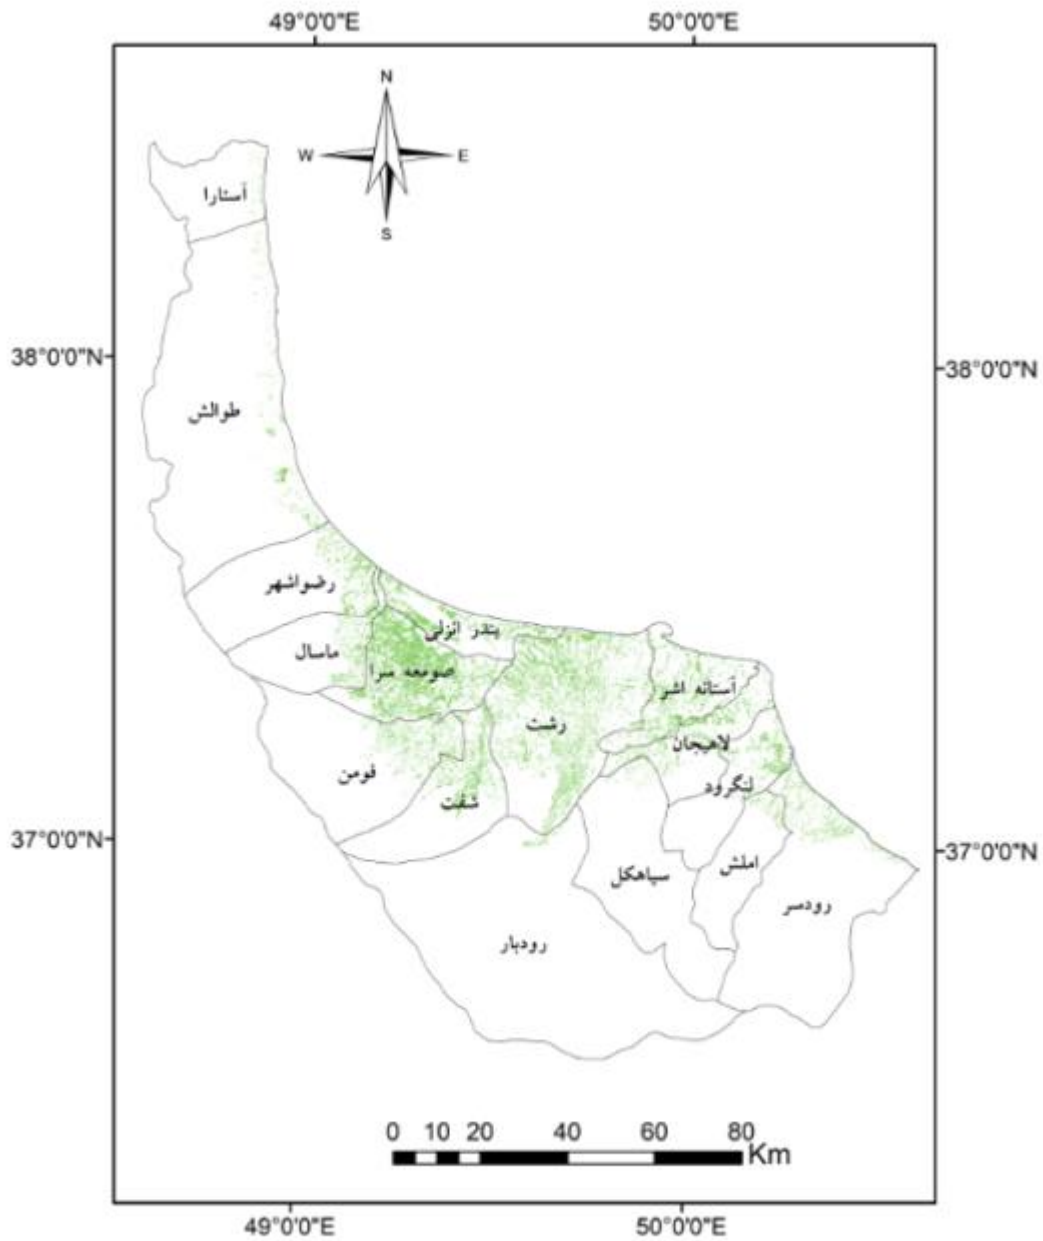 49°0'0"E 50°0'0"E
N
W E
S
آستارا
38°0'0"N 38°0'0"N
طوالش
رضوانشهر
بندر انزلی
ماسال صومعه سرا
آستانه اشر
رشت
لاهیجان
فومن
لنگرود
شفت
37°0'0"N 37°0'0"N
املش
سیاهکل
رودسر
رودبار
0 10 20 40 60 80
Km
49°0'0"E 50°0'0"E